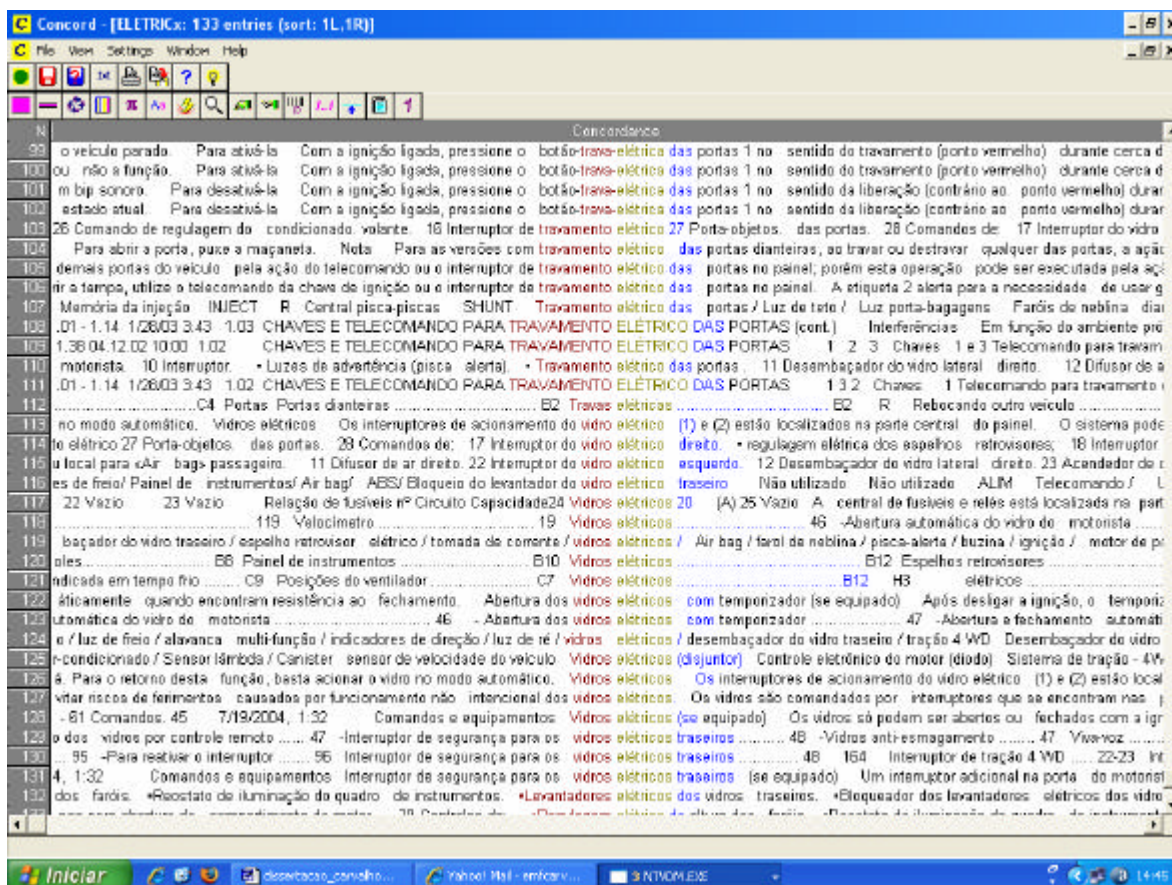 Concord - [ELETRICx: 133 entries (sort: 1L,1R)]
File View Settings Window Help
N Concordance
99 o veículo parado. Para ativá-la Com a ignição ligada, pressione o botão-trava-elétrica das portas 1 no sentido do travamento (ponto vermelho) durante cerca d
100 ou não a função. Para ativá-la Com a ignição ligada, pressione o botão-trava-elétrica das portas 1 no sentido do travamento (ponto vermelho) durante cerca d
101 m bip sonoro. Para desativá-la Com a ignição ligada, pressione o botão-trava-elétrica das portas 1 no sentido da liberação (contrário ao ponto vermelho) durar
102 estado atual. Para desativá-la Com a ignição ligada, pressione o botão-trava-elétrica das portas 1 no sentido da liberação (contrário ao ponto vermelho) durar
103 26 Comando de regulagem do condicionado. volante. 16 Interruptor de travamento elétrico 27 Porta-objetos. das portas. 28 Comandos de: 17 Interruptor do vidro
104 Para abrir a porta, puxe a maçaneta. Nota Para as versões com travamento elétrico das portas dianteiras, ao travar ou destravar qualquer das portas, a açã
105 demais portas do veículo pela ação do telecomando ou o interruptor de travamento elétrico das portas no painel; porém esta operação pode ser executada pela aç
106 rir a tampa, utilize o telecomando da chave de ignição ou o interruptor de travamento elétrico das portas no painel. A etiqueta 2 alerta para a necessidade de usar g
107 Memória da injeção INJECT R Central pisca-piscas SHUNT Travamento elétrico das portas / Luz de teto / Luz porta-bagagens Faróis de neblina dia
108 .01 - 1.14 1/28/03 3:43 1.03 CHAVES E TELECOMANDO PARA TRAVAMENTO ELÉTRICO DAS PORTAS (cont.) Interferências Em função do ambiente pró
109 1.38 04.12.02 10:00 1.02 CHAVES E TELECOMANDO PARA TRAVAMENTO ELÉTRICO DAS PORTAS 1 2 3 Chaves 1 e 3 Telecomando para travam
110 motorista. 10 Interruptor. • Luzes de advertência (pisca alerta). • Travamento elétrico das portas . 11 Desembaçador do vidro lateral direito. 12 Difusor de a
111 .01 - 1.14 1/28/03 3:43 1.02 CHAVES E TELECOMANDO PARA TRAVAMENTO ELÉTRICO DAS PORTAS 1 3 2 Chaves 1 Telecomando para travamento
112 ........................C4 Portas Portas dianteiras ........................ B2 Travas elétricas ........................ B2 R Rebocando outro veículo ........................
113 no modo automático. Vidros elétricos Os interruptores de acionamento do vidro elétrico (1) e (2) estão localizados na parte central do painel. O sistema pode
114 to elétrico 27 Porta-objetos. das portas. 28 Comandos de: 17 Interruptor do vidro elétrico direito. • regulagem elétrica dos espelhos retrovisores; 18 Interruptor
115 u local para «Air bag» passageiro. 11 Difusor de ar direito. 22 Interruptor do vidro elétrico esquerdo. 12 Desembaçador do vidro lateral direito. 23 Acendedor de c
116 es de freio/ Painel de instrumentos/ Air bag/ ABS/ Bloqueio do levantador do vidro elétrico traseiro Não utilizado Não utilizado ALIM Telecomando / L
117 22 Vazio 23 Vazio Relação de fusíveis nº Circuito Capacidade24 Vidros elétricos 20 (A) 25 Vazio A central de fusíveis e relés está localizada na part
118 ........................ 119 Velocímetro ........................ 19 Vidros elétricos ........................ 46 -Abertura automática do vidro do motorista ......
119 baçador do vidro traseiro / espelho retrovisor elétrico / tomada de corrente / vidros elétricos / Air bag / farol de neblina / pisca-alerta / buzina / ignição / motor de pa
120 oles........................ B8 Painel de instrumentos ........................ B10 Vidros elétricos ........................ B12 Espelhos retrovisores ........................
121 ndicada em tempo frio ....... C9 Posições do ventilador ........................ C7 Vidros elétricos ........................ B12 H3 elétricos ........................
122 áticamente quando encontram resistência ao fechamento. Abertura dos vidros elétricos com temporizador (se equipado) Após desligar a ignição, o temporiz
123 utomática do vidro do motorista ........................ 46 - Abertura dos vidros elétricos com temporizador ............ 47 -Abertura e fechamento automáti
124 o / luz de freio / alavanca multi-função / indicadores de direção / luz de ré / vidros elétricos / desembaçador do vidro traseiro / tração 4 WD Desembaçador do vidro
125 r-condicionado / Sensor lâmbda / Canister sensor de velocidade do veículo Vidros elétricos (disjuntor) Controle eletrônico do motor (diodo) Sistema de tração - 4W
126 á. Para o retorno desta função, basta acionar o vidro no modo automático. Vidros elétricos Os interruptores de acionamento do vidro elétrico (1) e (2) estão local
127 vitar riscos de ferimentos causados por funcionamento não intencional dos vidros elétricos. Os vidros são comandados por interruptores que se encontram nas
128 - 61 Comandos. 45 7/19/2004, 1:32 Comandos e equipamentos Vidros elétricos (se equipado) Os vidros só podem ser abertos ou fechados com a igr
129 o dos vidros por controle remoto ...... 47 -Interruptor de segurança para os vidros elétricos traseiros ............ 48 -Vidros anti-esmagamento ......... 47 Viva-voz ......
130 ... 95 -Para reativar o interruptor ........ 96 Interruptor de segurança para os vidros elétricos traseiros ............ 48 164 Interruptor de tração 4 WD ..... 22-23 Int
131 4, 1:32 Comandos e equipamentos Interruptor de segurança para os vidros elétricos traseiros (se equipado) Um interruptor adicional na porta do motorist
132 dos faróis. •Reostato de iluminação do quadro de instrumentos. •Levantadores elétricos dos vidros traseiros. •Bloqueador dos levantadores elétricos dos vidro
Iniciar dissertacao_carvalho... Yahoo! Mail - emfcarv... NTVDM.EXE 14:45